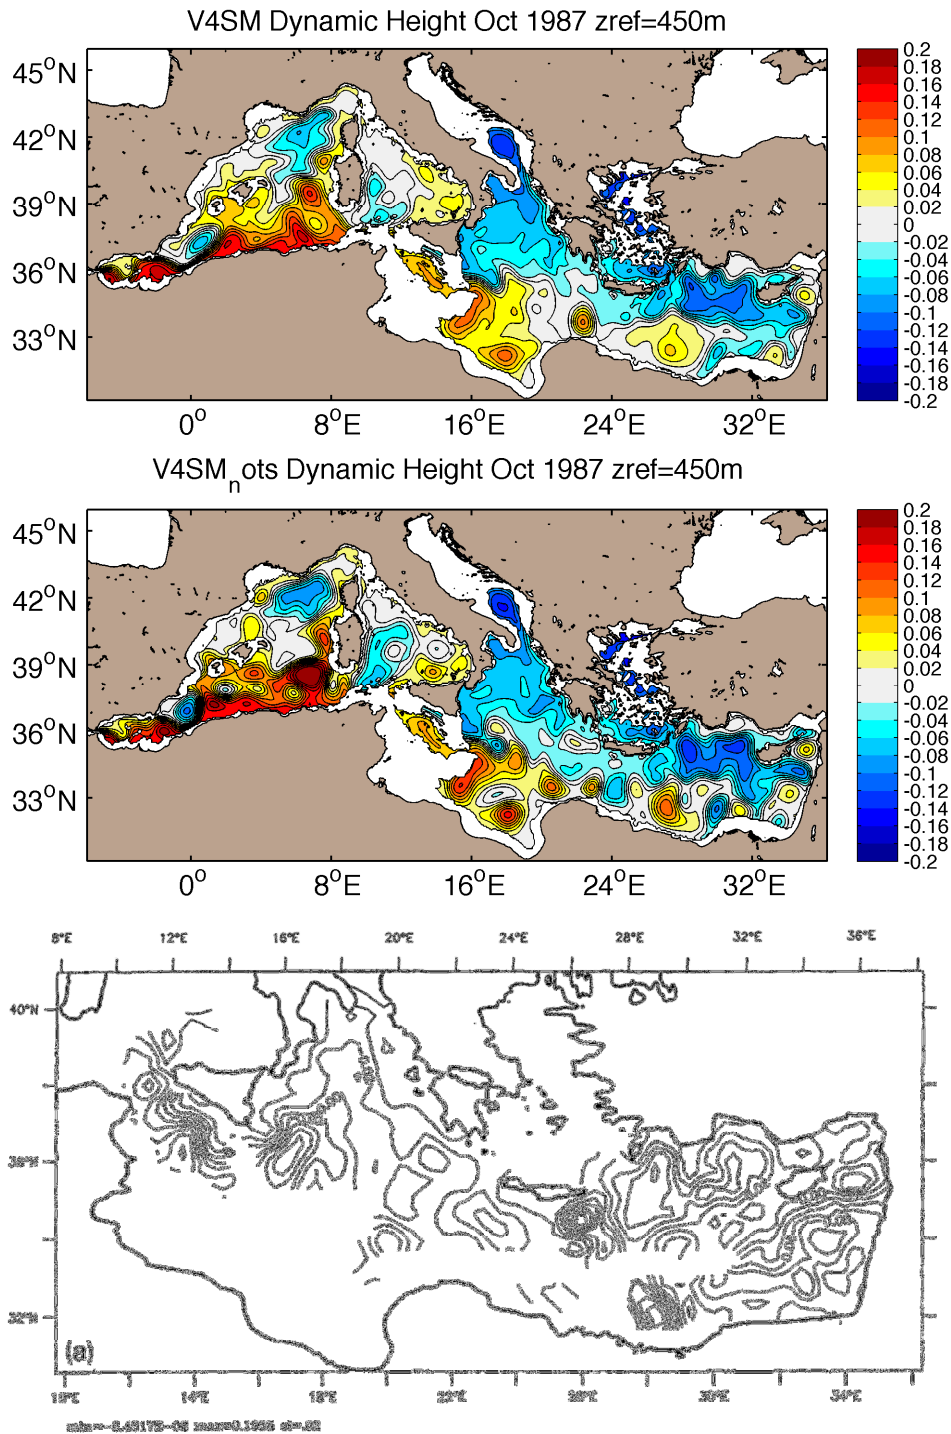 V4SM Dynamic Height Oct 1987 zref=450m
45°N
42°N
39°N
36°N
33°N
0° 8°E 16°E 24°E 32°E
0.2
0.18
0.16
0.14
0.12
0.1
0.08
0.06
0.04
0.02
0
-0.02
-0.04
-0.06
-0.08
-0.1
-0.12
-0.14
-0.16
-0.18
-0.2
V4SMnots Dynamic Height Oct 1987 zref=450m
45°N
42°N
39°N
36°N
33°N
0° 8°E 16°E 24°E 32°E
0.2
0.18
0.16
0.14
0.12
0.1
0.08
0.06
0.04
0.02
0
-0.02
-0.04
-0.06
-0.08
-0.1
-0.12
-0.14
-0.16
-0.18
-0.2
8°E 12°E 16°E 20°E 24°E 28°E 32°E 36°E
40°N
(a)
14°E 18°E 22°E 34°E